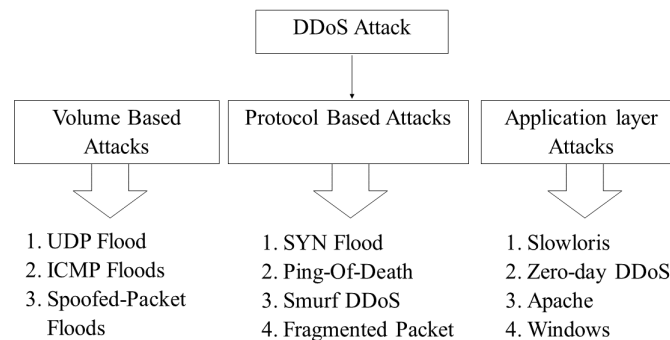 DDoS Attack
Volume Based
Attacks
Protocol Based Attacks
Application layer
Attacks
1. UDP Flood
2. ICMP Floods
3. Spoofed-Packet
Floods
1. SYN Flood
2. Ping-Of-Death
3. Smurf DDoS
4. Fragmented Packet
1. Slowloris
2. Zero-day DDoS
3. Apache
4. Windows